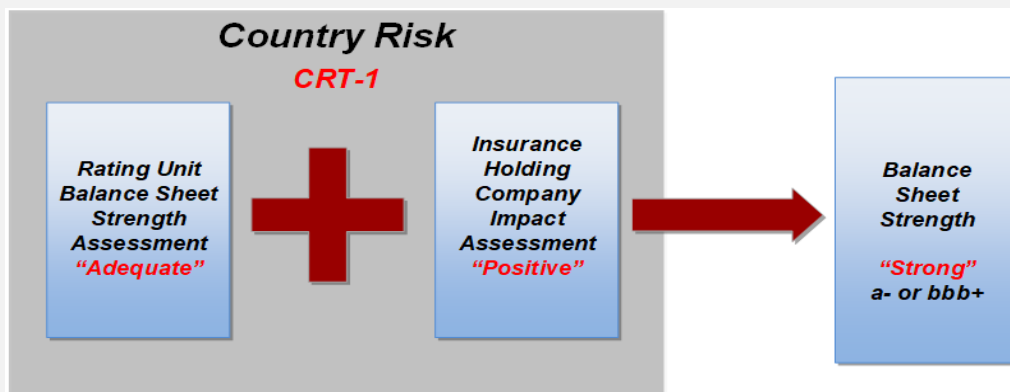 Country Risk
CRT-1
Rating Unit
Balance Sheet
Strength
Assessment
“Adequate”
Insurance
Holding
Company
Impact
Assessment
“Positive”
Balance
Sheet
Strength
“Strong”
a- or bbb+